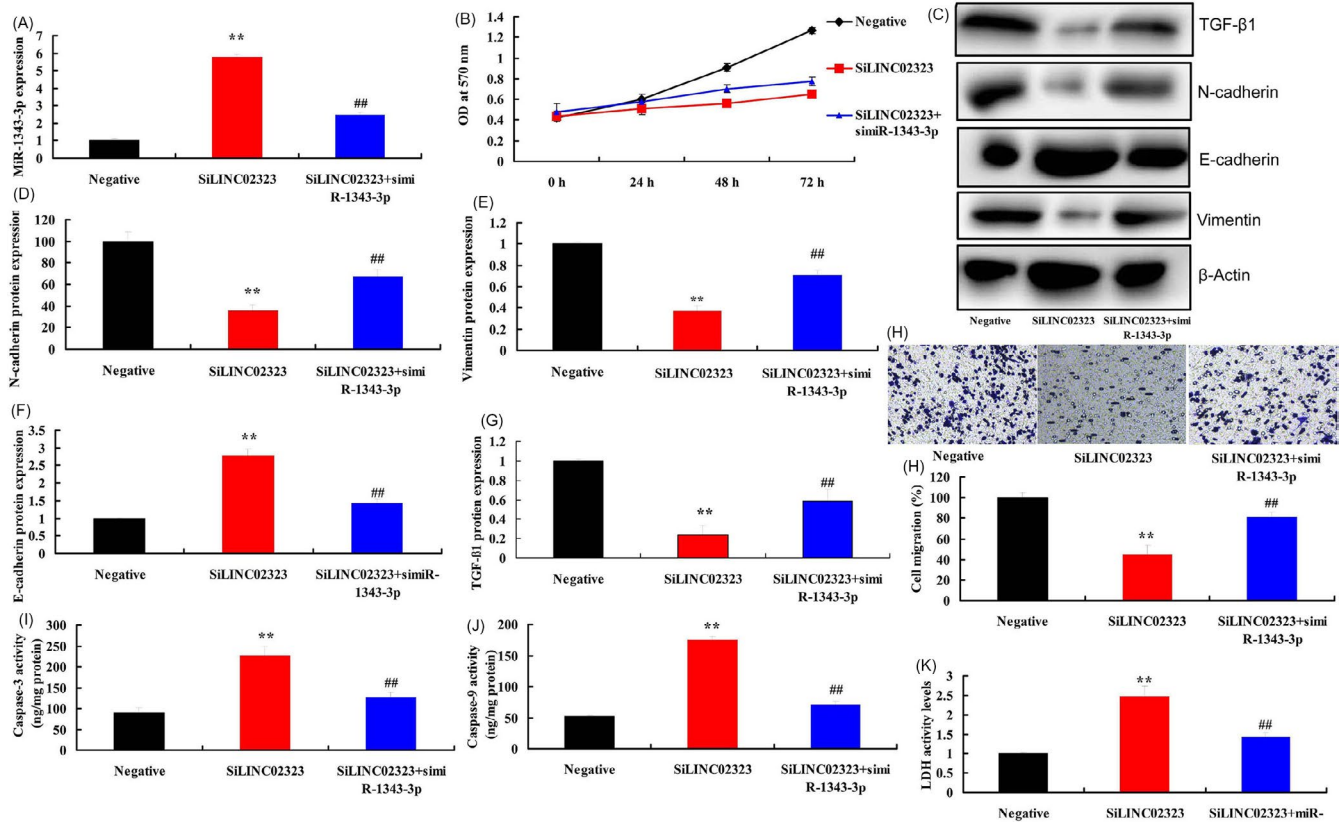 (A)
MiR-1343-3p expression
7
6
5
4
3
2
1
0
**
##
Negative
SiLINC02323
SiLINC02323+simi
R-1343-3p
(B)
OD at 570 nm
1.4
1.2
1.0
0.8
0.6
0.4
0.2
0
0 h
24 h
48 h
72 h
Negative
SiLINC02323
SiLINC02323+
simiR-1343-3p
(C)
TGF-β1
N-cadherin
E-cadherin
Vimentin
β-Actin
Negative
SiLINC02323
SiLINC02323+simi
R-1343-3p
(D)
N-cadherin protein expression
120
100
80
60
40
20
0
**
##
Negative
SiLINC02323
SiLINC02323+simi
R-1343-3p
(E)
Vimentin protein expression
1.2
1
0.8
0.6
0.4
0.2
0
**
##
Negative
SiLINC02323
SiLINC02323+simi
R-1343-3p
(H)
Negative
SiLINC02323
SiLINC02323+simi
R-1343-3p
(F)
E-cadherin protein expression
3.5
3
2.5
2
1.5
1
0.5
0
**
##
Negative
SiLINC02323
SiLINC02323+simiR-
1343-3p
(G)
TGF-ß1 protien expression
1.2
1
0.8
0.6
0.4
0.2
0
**
##
Negative
SiLINC02323
SiLINC02323+simi
R-1343-3p
(H)
Cell migration (%)
120
100
80
60
40
20
0
**
##
Negative
SiLINC02323
SiLINC02323+simi
R-1343-3p
(I)
Caspase-3 activity
(ng/mg protein)
300
250
200
150
100
50
0
**
##
Negative
SiLINC02323
SiLINC02323+simi
R-1343-3p
(J)
Caspase-9 activity
(ng/mg protein)
200
150
100
50
0
**
##
Negative
SiLINC02323
SiLINC02323+simi
R-1343-3p
(K)
LDH activity levels
3
2.5
2
1.5
1
0.5
0
**
##
Negative
SiLINC02323
SiLINC02323+miR-